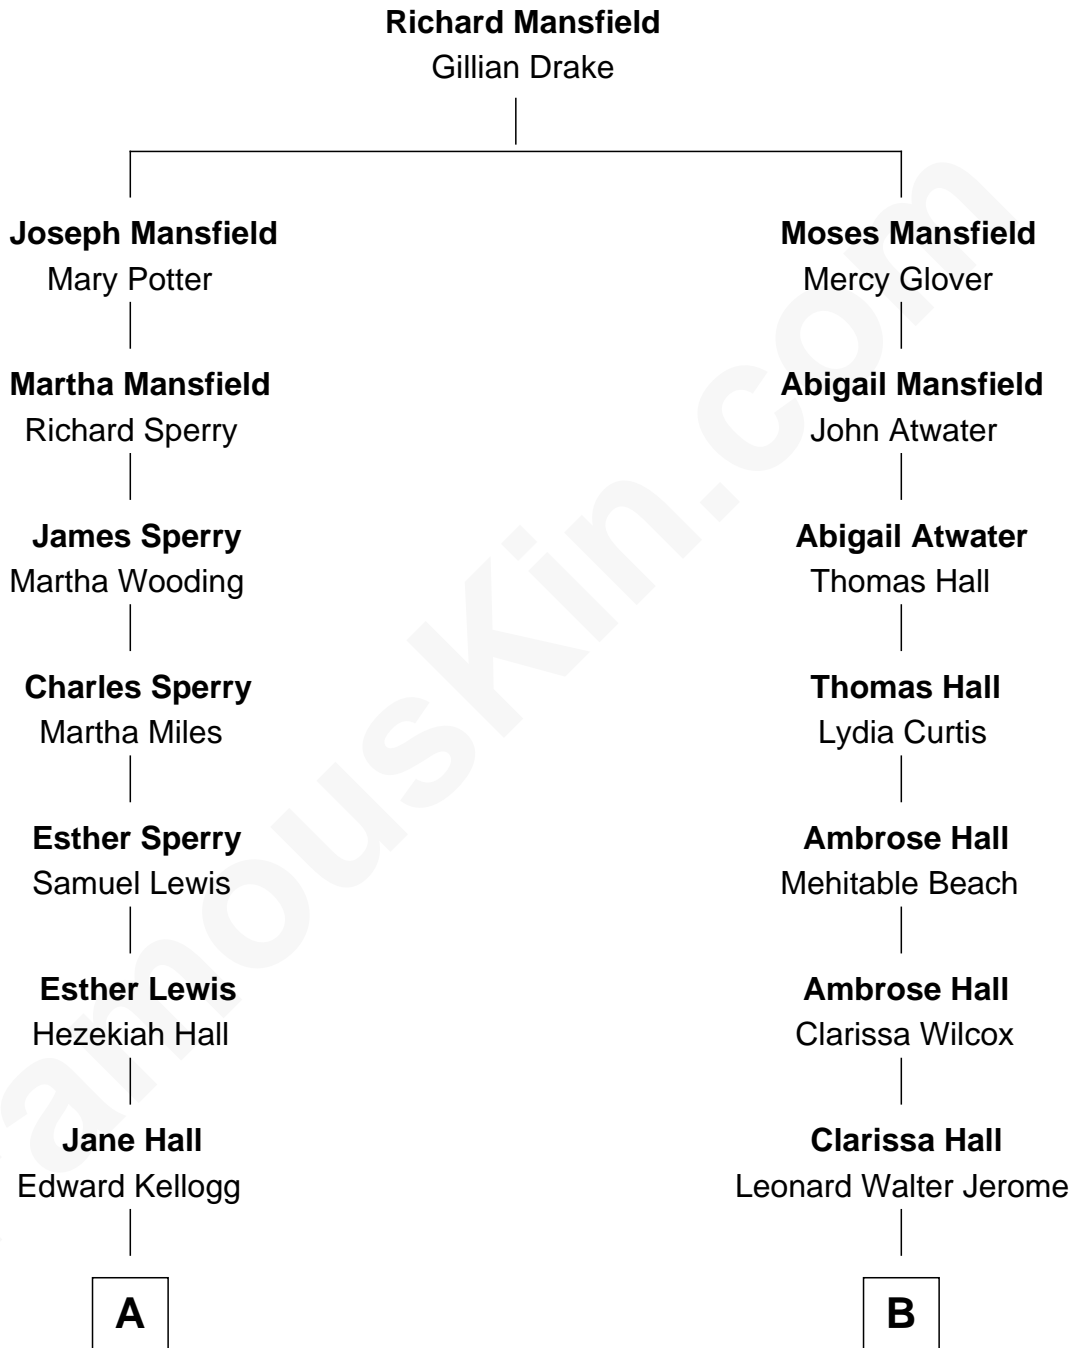 Richard Mansfield
Gillian Drake
Joseph Mansfield
Mary Potter
Moses Mansfield
Mercy Glover
Martha Mansfield
Richard Sperry
Abigail Mansfield
John Atwater
James Sperry
Martha Wooding
Abigail Atwater
Thomas Hall
Charles Sperry
Martha Miles
Thomas Hall
Lydia Curtis
Esther Sperry
Samuel Lewis
Ambrose Hall
Mehitable Beach
Esther Lewis
Hezekiah Hall
Ambrose Hall
Clarissa Wilcox
Jane Hall
Edward Kellogg
Clarissa Hall
Leonard Walter Jerome
A
B
amousKin.com